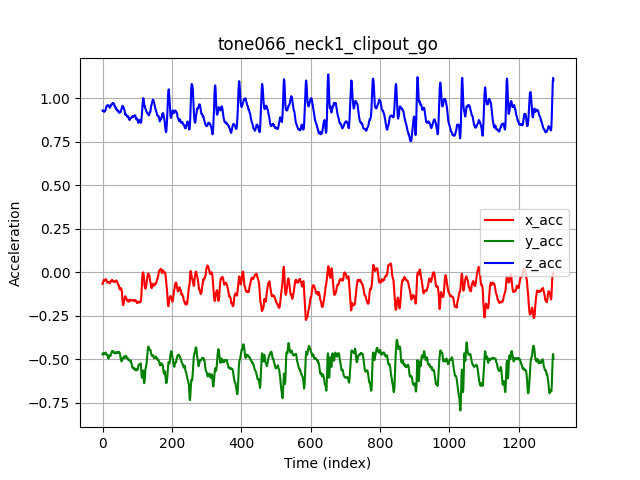 tone066_neck1_clipout_go
Acceleration
1.00
0.75
0.50
0.25
0.00
−0.25
−0.50
−0.75
x_acc
y_acc
z_acc
0 200 400 600 800 1000 1200
Time (index)